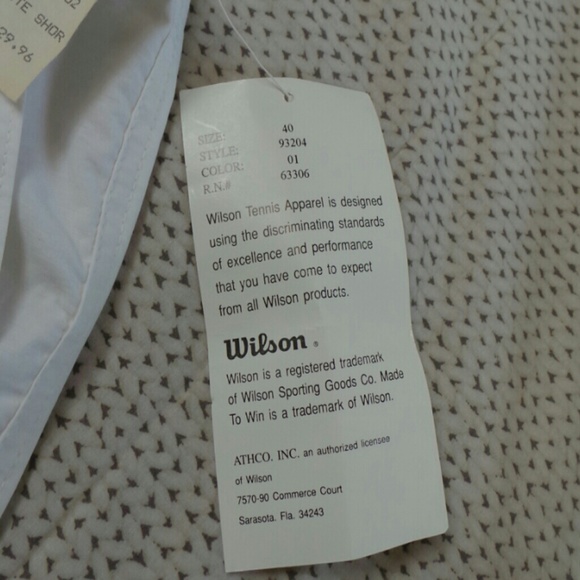 02
TE SHOR
29.96
SIZE: 40
STYLE: 93204
COLOR: 01
R.N.# 63306
Wilson Tennis Apparel is designed
using the discriminating standards
of excellence and performance
that you have come to expect
from all Wilson products.
Wilson ®
Wilson is a registered trademark
of Wilson Sporting Goods Co. Made
To Win is a trademark of Wilson.
ATHCO. INC. an authorized licensee
of Wilson
7570-90 Commerce Court
Sarasota. Fla. 34243